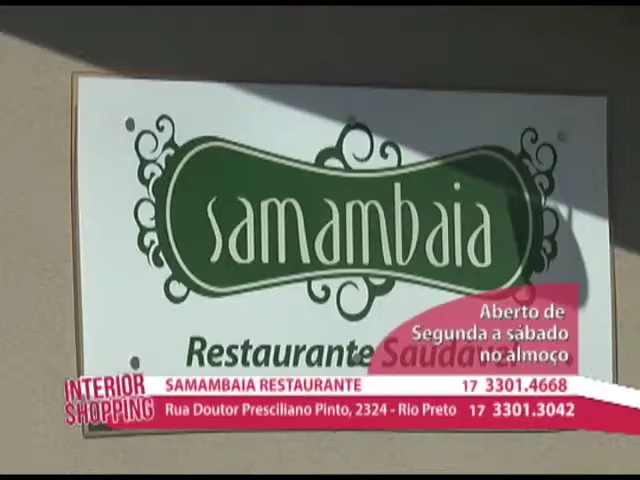 samambaia
Restaurante Saudável
Aberto de
Segunda a sábado
no almoço
INTERIOR
SHOPPING
SAMAMBAIA RESTAURANTE 17 3301.4668
Rua Doutor Presciliano Pinto, 2324 - Rio Preto 17 3301.3042